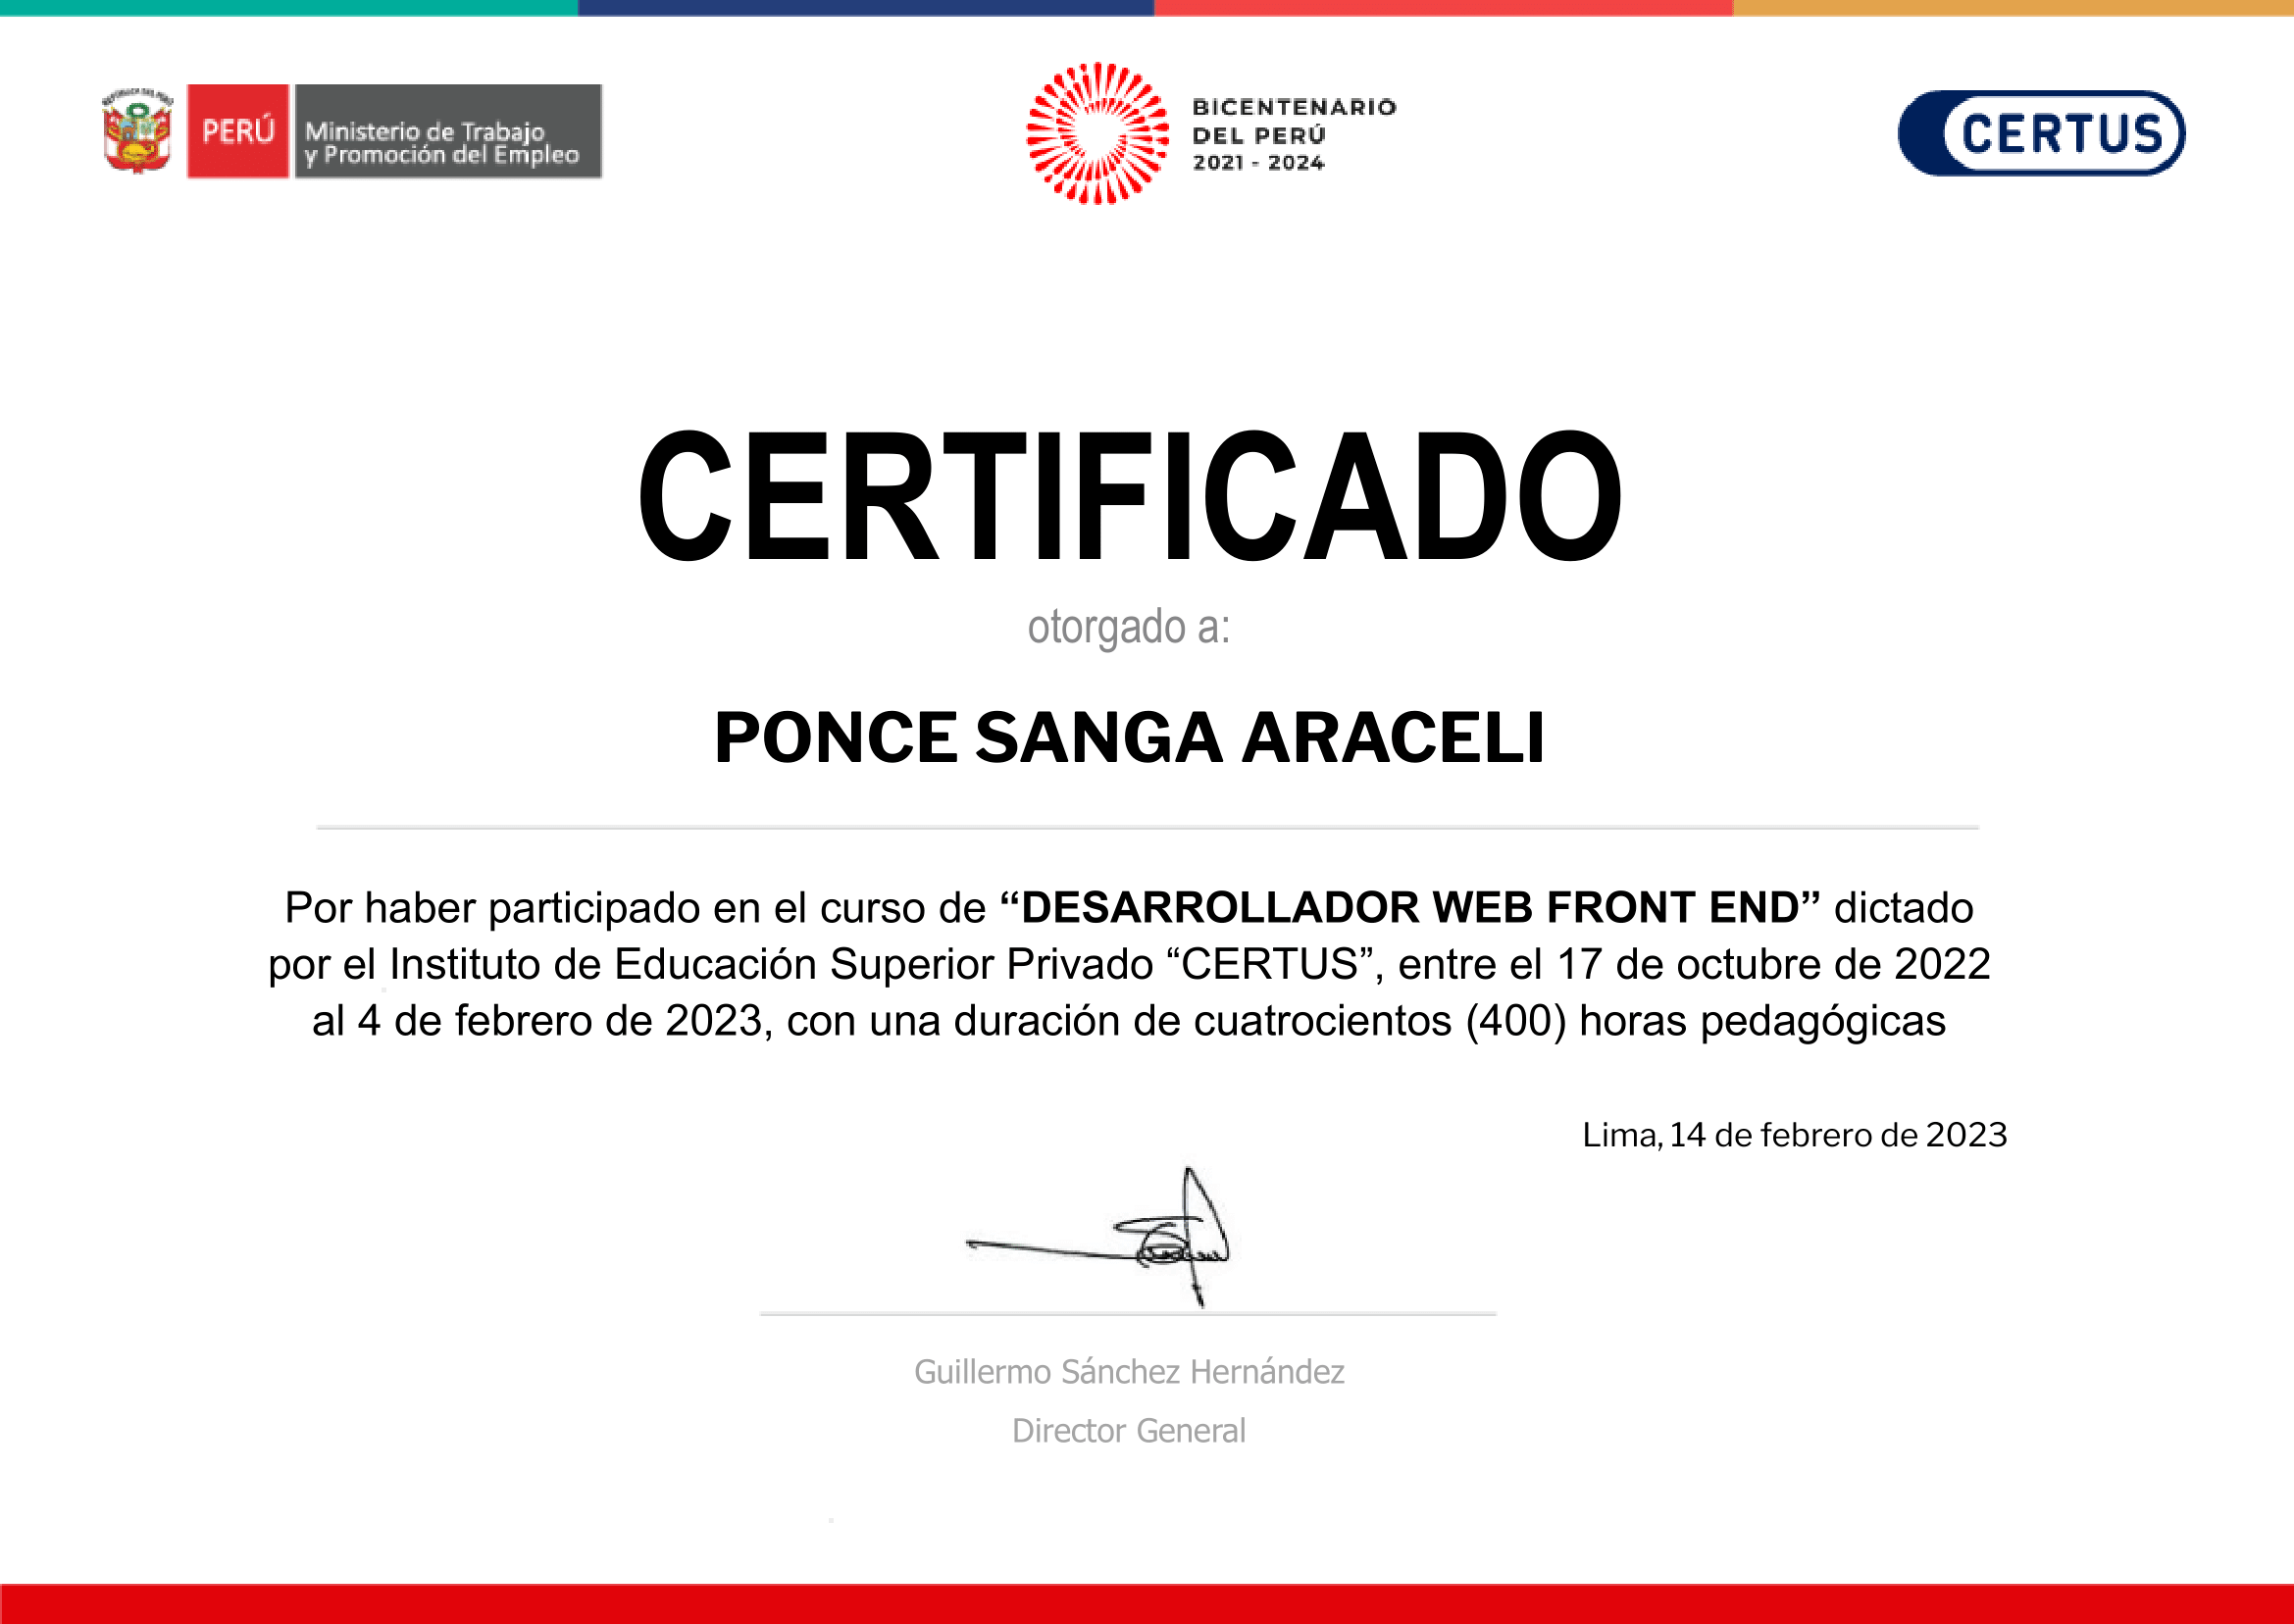 REPÚBLICA DEL PERÚ
PERÚ
Ministerio de Trabajo
y Promoción del Empleo
BICENTENARIO
DEL PERÚ
2021 - 2024
CERTUS
CERTIFICADO
otorgado a:
PONCE SANGA ARACELI
Por haber participado en el curso de “DESARROLLADOR WEB FRONT END” dictado
por el Instituto de Educación Superior Privado “CERTUS”, entre el 17 de octubre de 2022
al 4 de febrero de 2023, con una duración de cuatrocientos (400) horas pedagógicas
Lima, 14 de febrero de 2023
Guillermo Sánchez Hernández
Director General